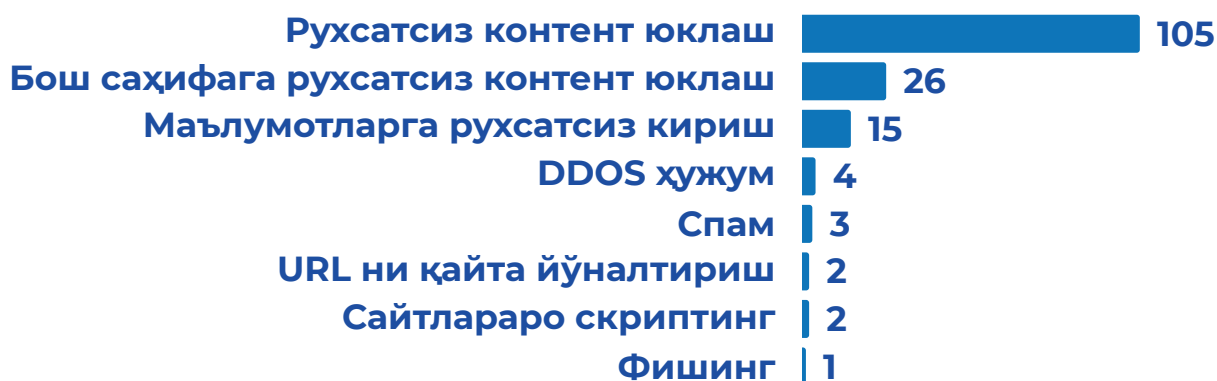 Рухсатсиз контент юклаш 105
Бош саҳифага рухсатсиз контент юклаш 26
Маълумотларга рухсатсиз кириш 15
DDOS ҳужум 4
Спам 3
URL ни қайта йўналтириш 2
Сайтлараро скриптинг 2
Фишинг 1